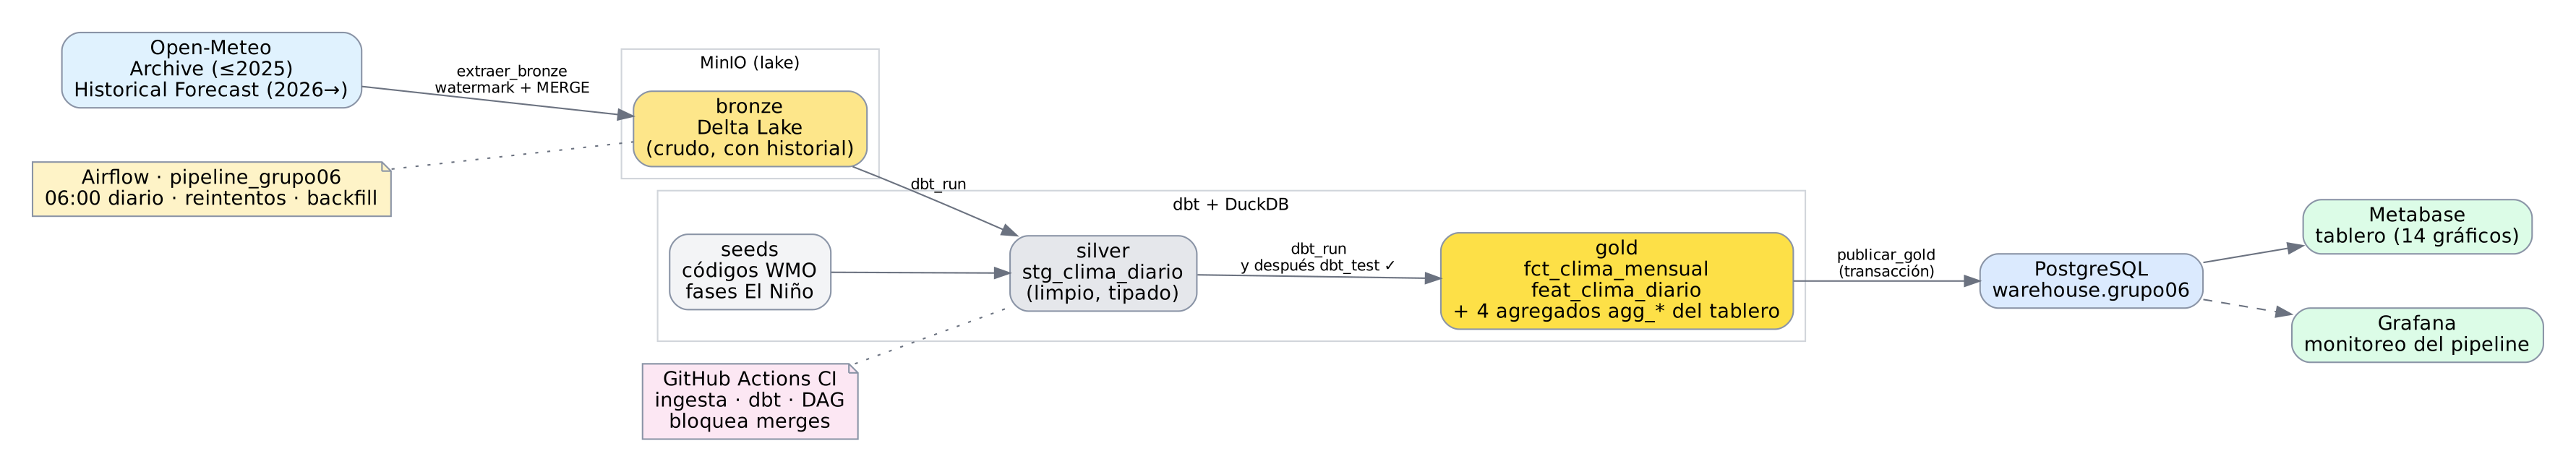 Open-Meteo
Archive (≤2025)
Historical Forecast (2026→)
extraer_bronze
watermark + MERGE
MinIO (lake)
bronze
Delta Lake
(crudo, con historial)
Airflow · pipeline_grupo06
06:00 diario · reintentos · backfill
dbt_run
dbt + DuckDB
seeds
códigos WMO
fases El Niño
silver
stg_clima_diario
(limpio, tipado)
dbt_run
y después dbt_test ✓
gold
fct_clima_mensual
feat_clima_diario
+ 4 agregados agg_* del tablero
publicar_gold
(transacción)
PostgreSQL
warehouse.grupo06
Metabase
tablero (14 gráficos)
Grafana
monitoreo del pipeline
GitHub Actions CI
ingesta · dbt · DAG
bloquea merges